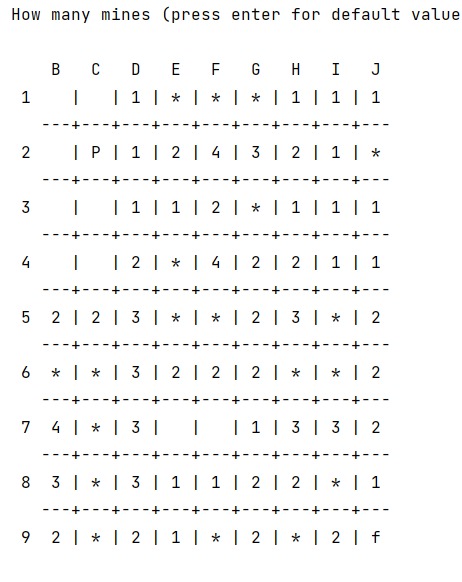 How many mines (press enter for default value
B C D E F G H I J
1 | | 1 | * | * | * | 1 | 1 | 1
---+---+---+---+---+---+---+---+---
2 | P | 1 | 2 | 4 | 3 | 2 | 1 | *
---+---+---+---+---+---+---+---+---
3 | | 1 | 1 | 2 | * | 1 | 1 | 1
---+---+---+---+---+---+---+---+---
4 | | 2 | * | 4 | 2 | 2 | 1 | 1
---+---+---+---+---+---+---+---+---
5 2 | 2 | 3 | * | * | 2 | 3 | * | 2
---+---+---+---+---+---+---+---+---
6 * | * | 3 | 2 | 2 | 2 | * | * | 2
---+---+---+---+---+---+---+---+---
7 4 | * | 3 | | | 1 | 3 | 3 | 2
---+---+---+---+---+---+---+---+---
8 3 | * | 3 | 1 | 1 | 2 | 2 | * | 1
---+---+---+---+---+---+---+---+---
9 2 | * | 2 | 1 | * | 2 | * | 2 | f